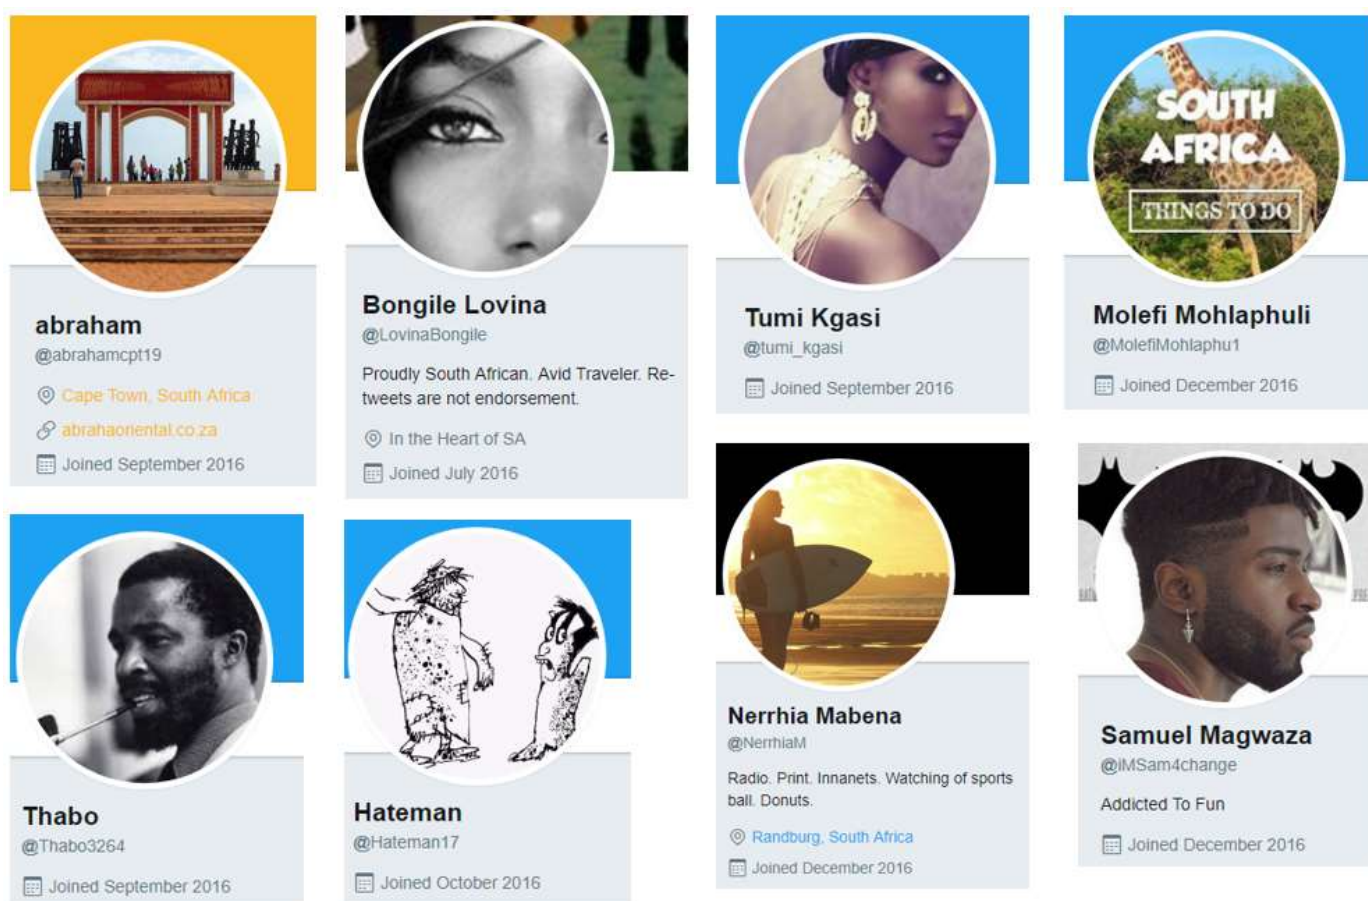 abraham
@abrahamcpt19
Cape Town, South Africa
abrahaoriental.co.za
Joined September 2016
Bongile Lovina
@LovinaBongile
Proudly South African. Avid Traveler. Re-
tweets are not endorsement.
In the Heart of SA
Joined July 2016
Tumi Kgasi
@tumi_kgasi
Joined September 2016
SOUTH
AFRICA
THINGS TO DO
Molefi Mohlaphuli
@MolefiMohlaphu1
Joined December 2016
Thabo
@Thabo3264
Joined September 2016
Hateman
@Hateman17
Joined October 2016
Nerrhia Mabena
@NerrhiaM
Radio. Print. Innanets. Watching of sports
ball. Donuts.
Randburg, South Africa
Joined December 2016
Samuel Magwaza
@iMSam4change
Addicted To Fun
Joined December 2016